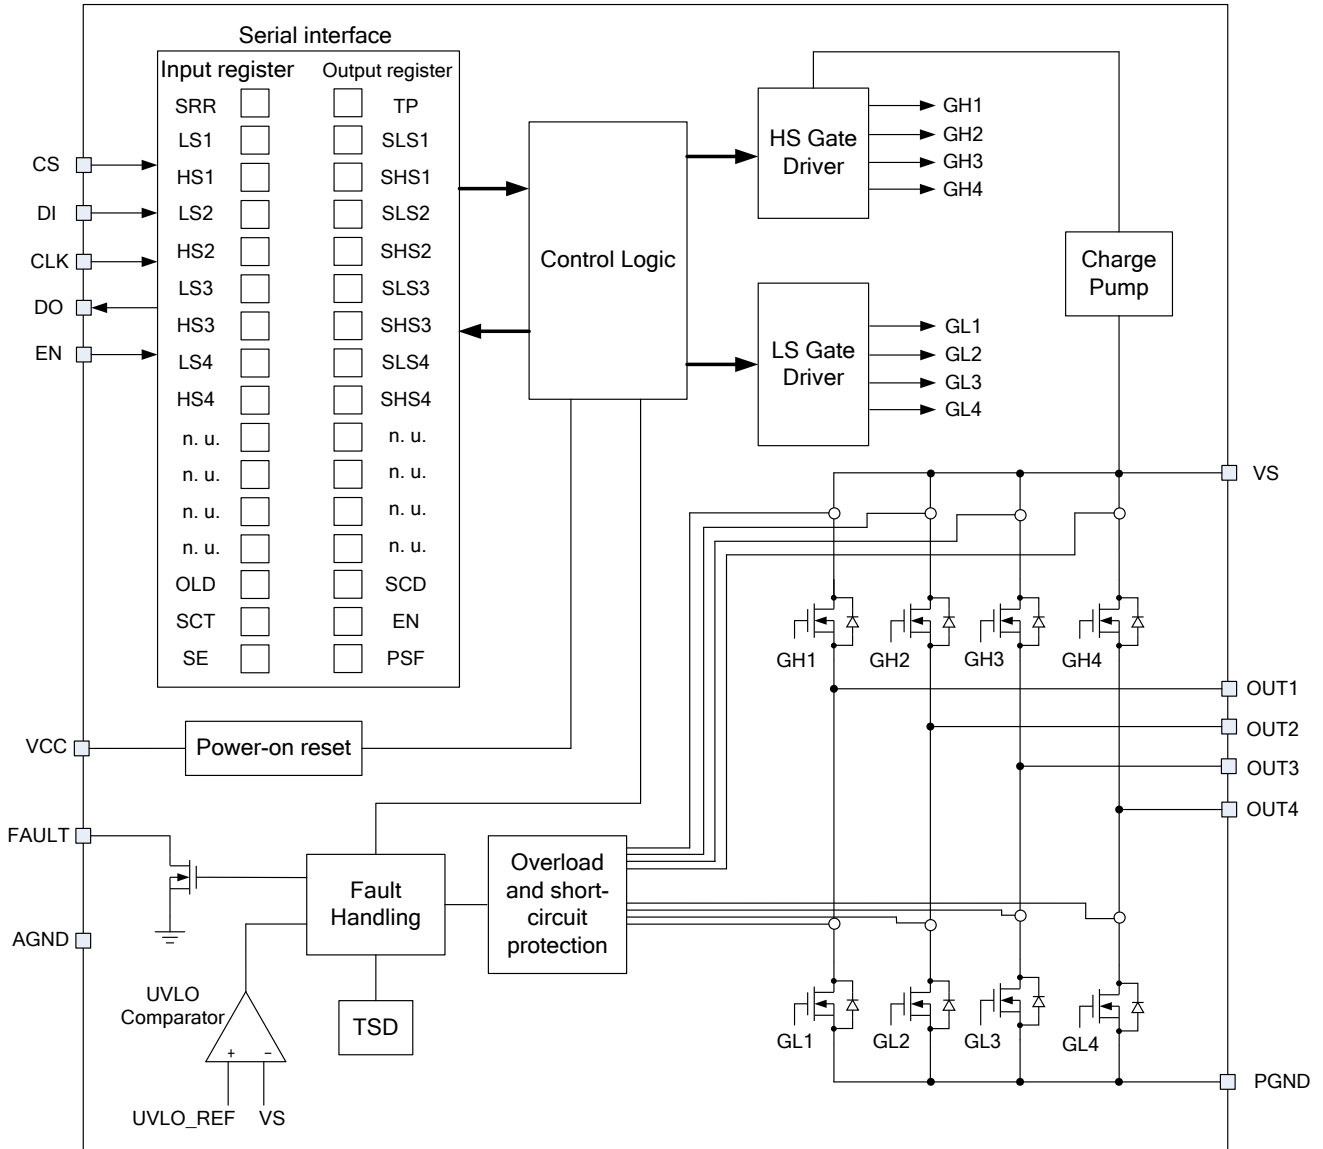 Serial interface
Input register
Output register
SRR
TP
LS1
SLS1
HS1
SHS1
LS2
SLS2
HS2
SHS2
LS3
SLS3
HS3
SHS3
LS4
SLS4
HS4
SHS4
n. u.
n. u.
n. u.
n. u.
n. u.
n. u.
n. u.
n. u.
OLD
SCD
SCT
EN
SE
PSF
CS
DI
CLK
DO
EN
Control Logic
HS Gate
Driver
GH1
GH2
GH3
GH4
LS Gate
Driver
GL1
GL2
GL3
GL4
Charge
Pump
VS
GH1
GH2
GH3
GH4
OUT1
OUT2
OUT3
OUT4
VCC
Power-on reset
FAULT
AGND
Fault
Handling
Overload
and short-
circuit
protection
UVLO
Comparator
+
−
UVLO_REF
VS
TSD
GL1
GL2
GL3
GL4
PGND